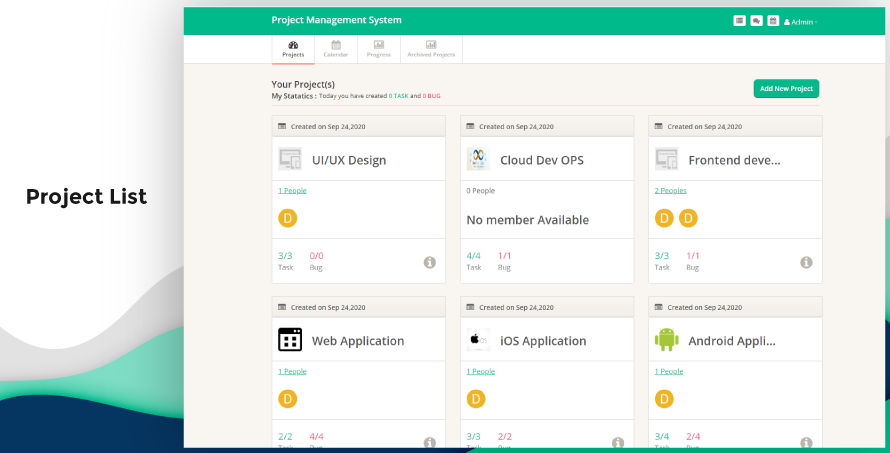 Project Management System
Admin
Projects
Calendar
Progress
Archived Projects
Your Project(s)
My Statatics : Today you have created 0 TASK and 0 BUG
Add New Project
Project List
Created on Sep 24,2020
UI/UX Design
1 People
D
3/3 0/0
Task Bug
Created on Sep 24,2020
Cloud Dev OPS
0 People
No member Available
4/4 1/1
Task Bug
Created on Sep 24,2020
Frontend deve...
2 Peoples
D D
3/3 1/1
Task Bug
Created on Sep 24,2020
Web Application
1 People
D
2/2 4/4
Task Bug
Created on Sep 24,2020
iOS
iOS Application
1 People
D
3/3 2/2
Task Bug
Created on Sep 24,2020
Android Appli...
1 People
D
3/4 2/4
Task Bug